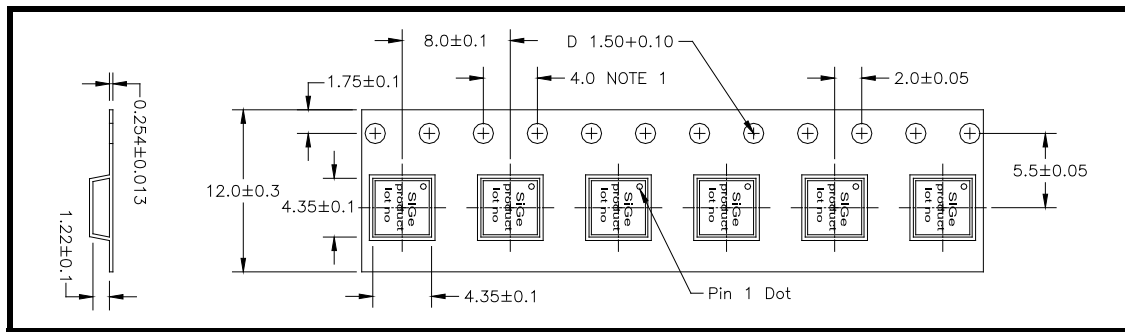 8.0±0.1
D 1.50+0.10
1.75±0.1
4.0 NOTE 1
2.0±0.05
0.254±0.013
12.0±0.3
4.35±0.1
5.5±0.05
1.22±0.1
SiGe
product
lot no
SiGe
product
lot no
SiGe
product
lot no
SiGe
product
lot no
SiGe
product
lot no
SiGe
product
lot no
4.35±0.1
Pin 1 Dot